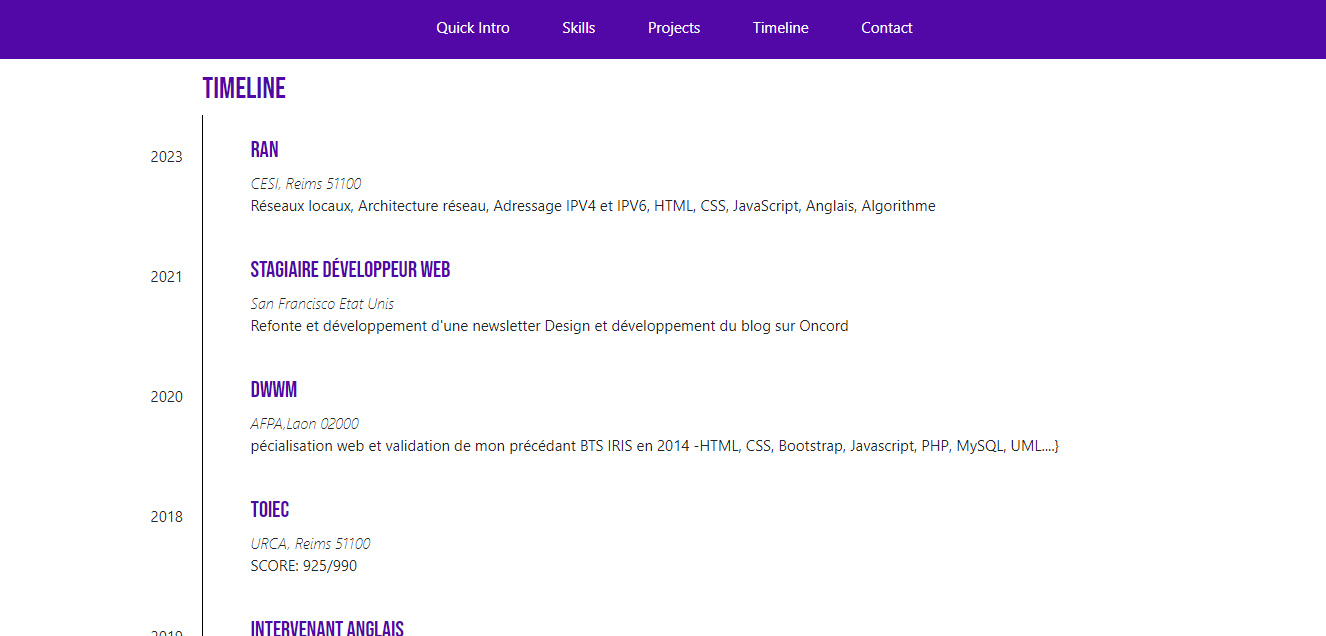 Quick Intro Skills Projects Timeline Contact
TIMELINE
2023
RAN
CESI, Reims 51100
Réseaux locaux, Architecture réseau, Adressage IPV4 et IPV6, HTML, CSS, JavaScript, Anglais, Algorithme
2021
STAGIAIRE DÉVELOPPEUR WEB
San Francisco Etat Unis
Refonte et développement d'une newsletter Design et développement du blog sur Oncord
2020
DWWM
AFPA,Laon 02000
pécialisation web et validation de mon précédant BTS IRIS en 2014 -HTML, CSS, Bootstrap, Javascript, PHP, MySQL, UML....}
2018
TOIEC
URCA, Reims 51100
SCORE: 925/990
INTERVENANT ANGLAIS